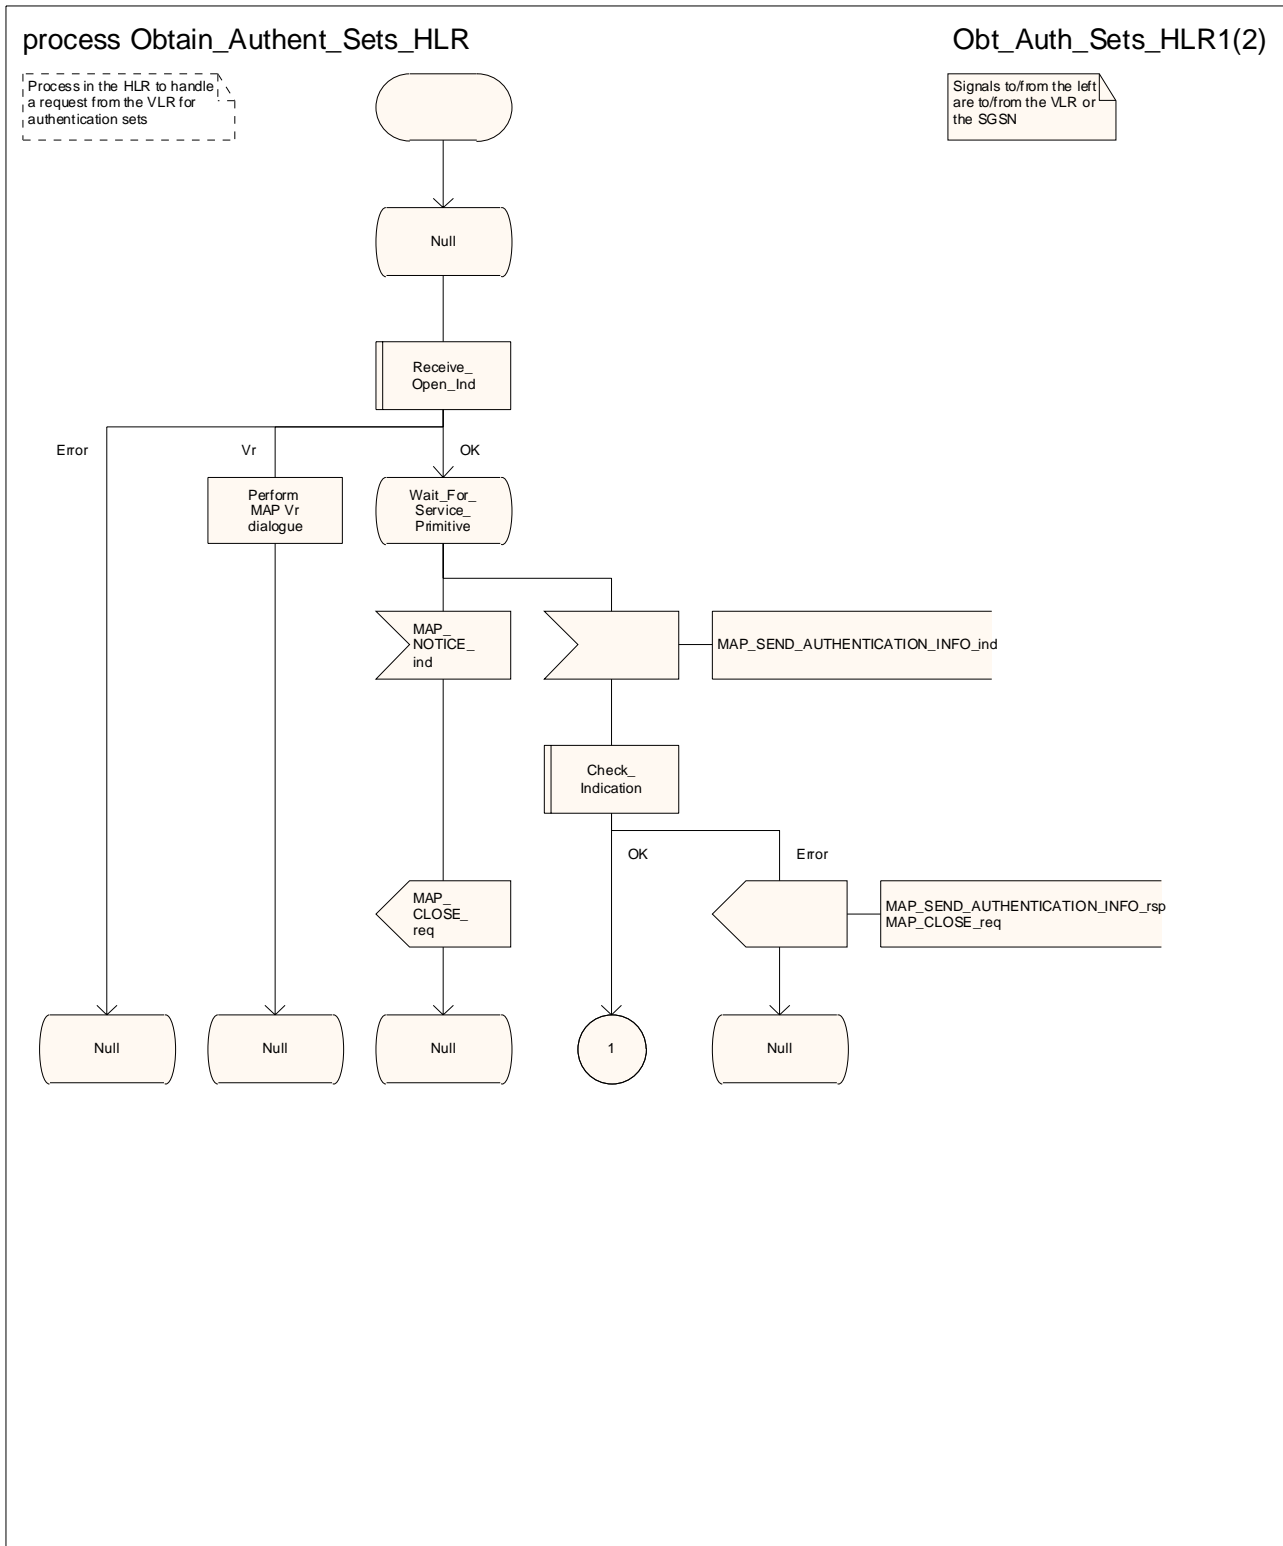 process Obtain_Authent_Sets_HLR
Obt_Auth_Sets_HLR1(2)
Process in the HLR to handle
a request from the VLR for
authentication sets
Signals to/from the left
are to/from the VLR or
the SGSN
Null
Receive_
Open_Ind
Error
Vr
OK
Perform
MAP Vr
dialogue
Wait_For_
Service_
Primitive
MAP_
NOTICE_
ind
MAP_SEND_AUTHENTICATION_INFO_ind
Check_
Indication
OK
Error
MAP_
CLOSE_
req
MAP_SEND_AUTHENTICATION_INFO_rsp
MAP_CLOSE_req
Null
Null
Null
1
Null